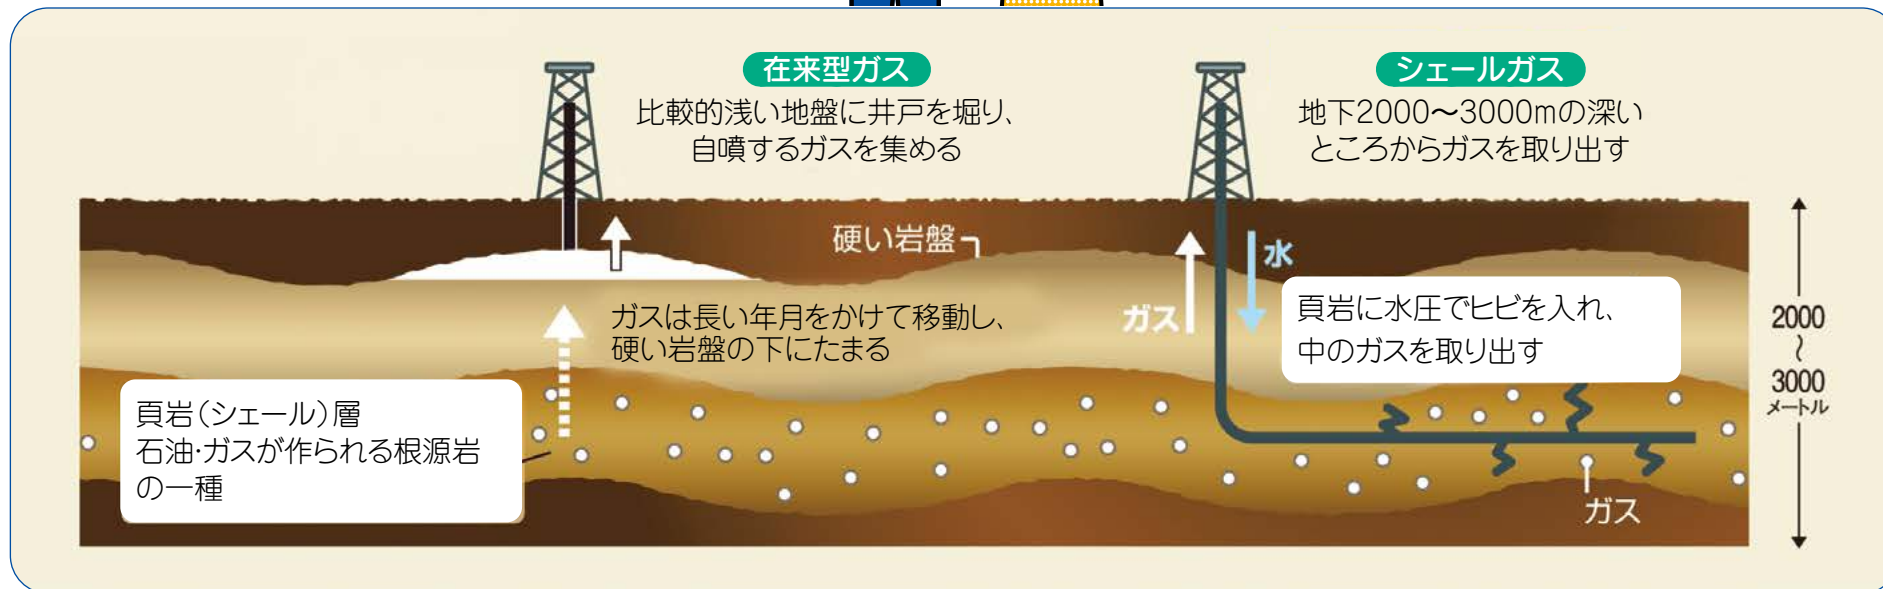 在来型ガス
比較的浅い地盤に井戸を堀り、
自噴するガスを集める
シェールガス
地下2000～3000mの深い
ところからガスを取り出す
硬い岩盤
ガスは長い年月をかけて移動し、
硬い岩盤の下にたまる
頁岩（シェール）層
石油・ガスが作られる根源岩
の一種
ガス
水
頁岩に水圧でヒビを入れ、
中のガスを取り出す
ガス
2000
～
3000
メートル